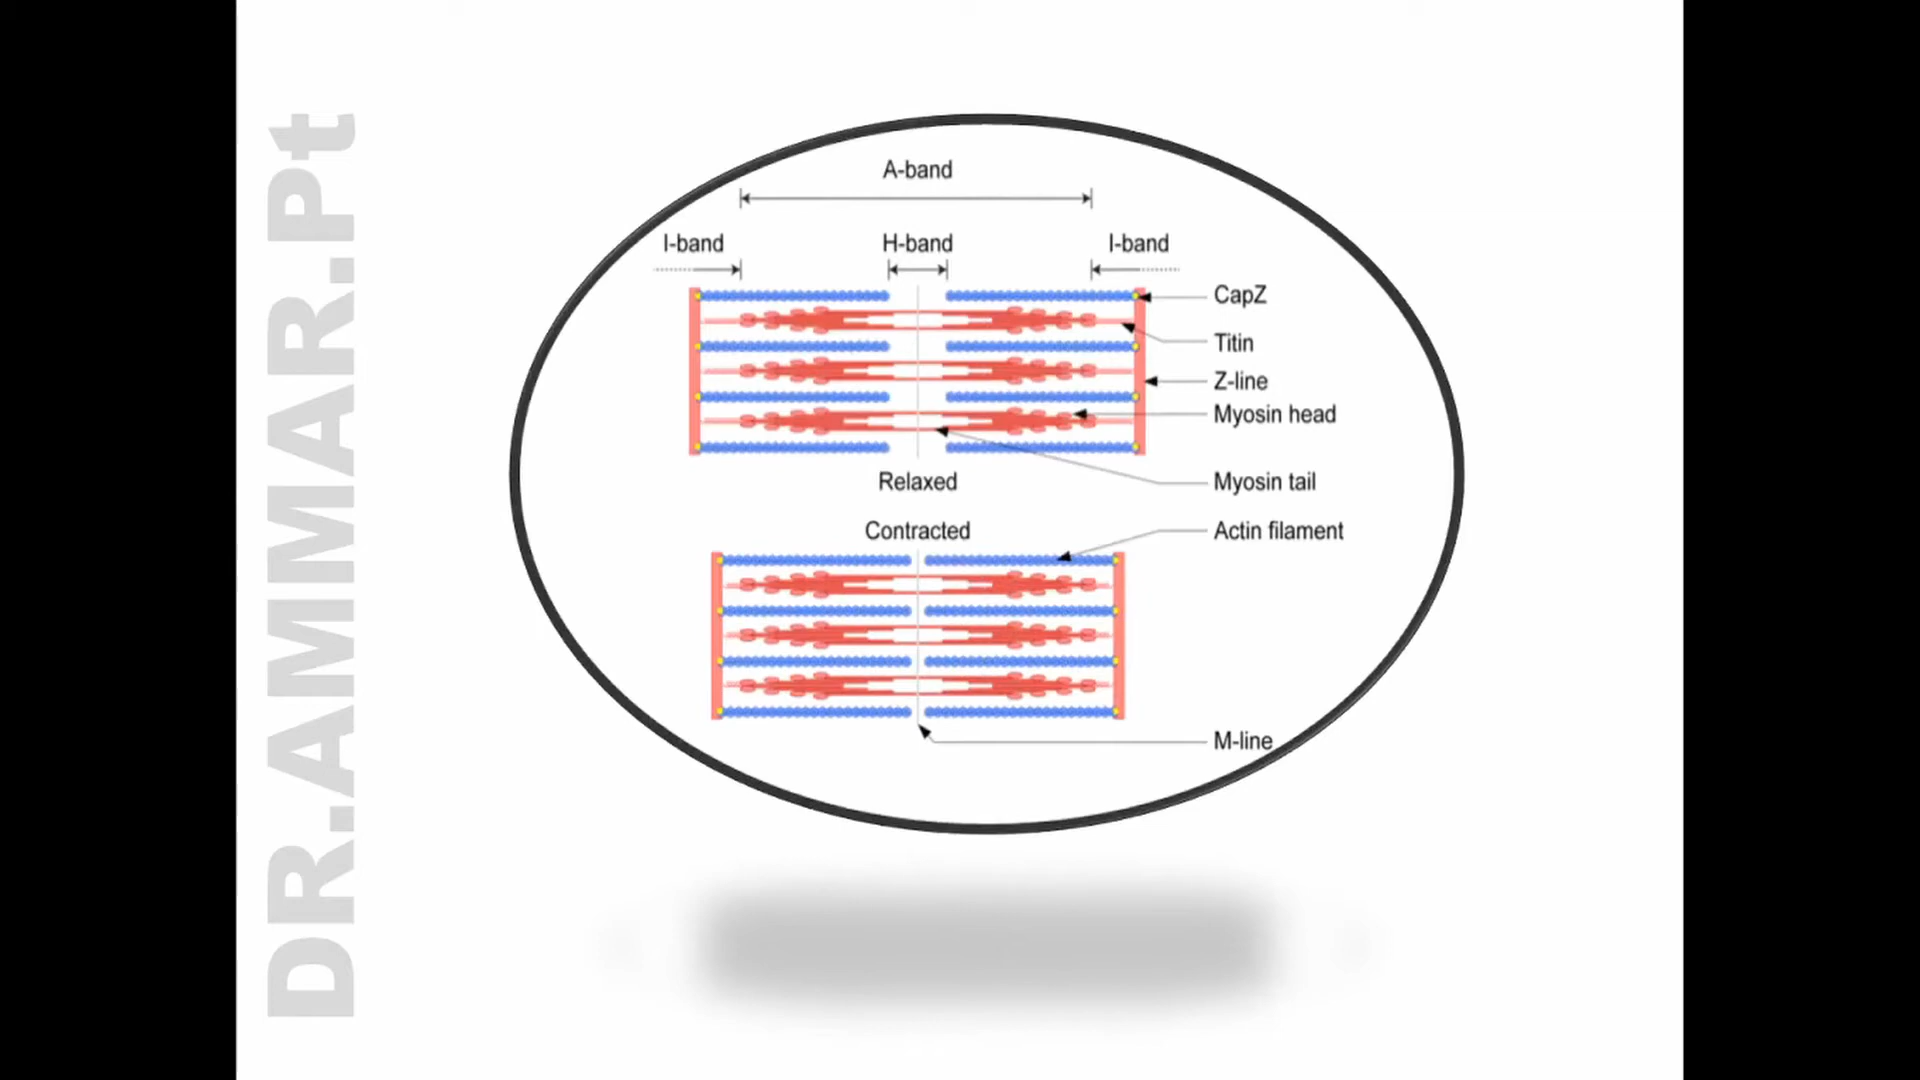 DR.AMMAR.Pt
A-band
I-band
H-band
I-band
CapZ
Titin
Z-line
Myosin head
Myosin tail
Relaxed
Contracted
Actin filament
M-line